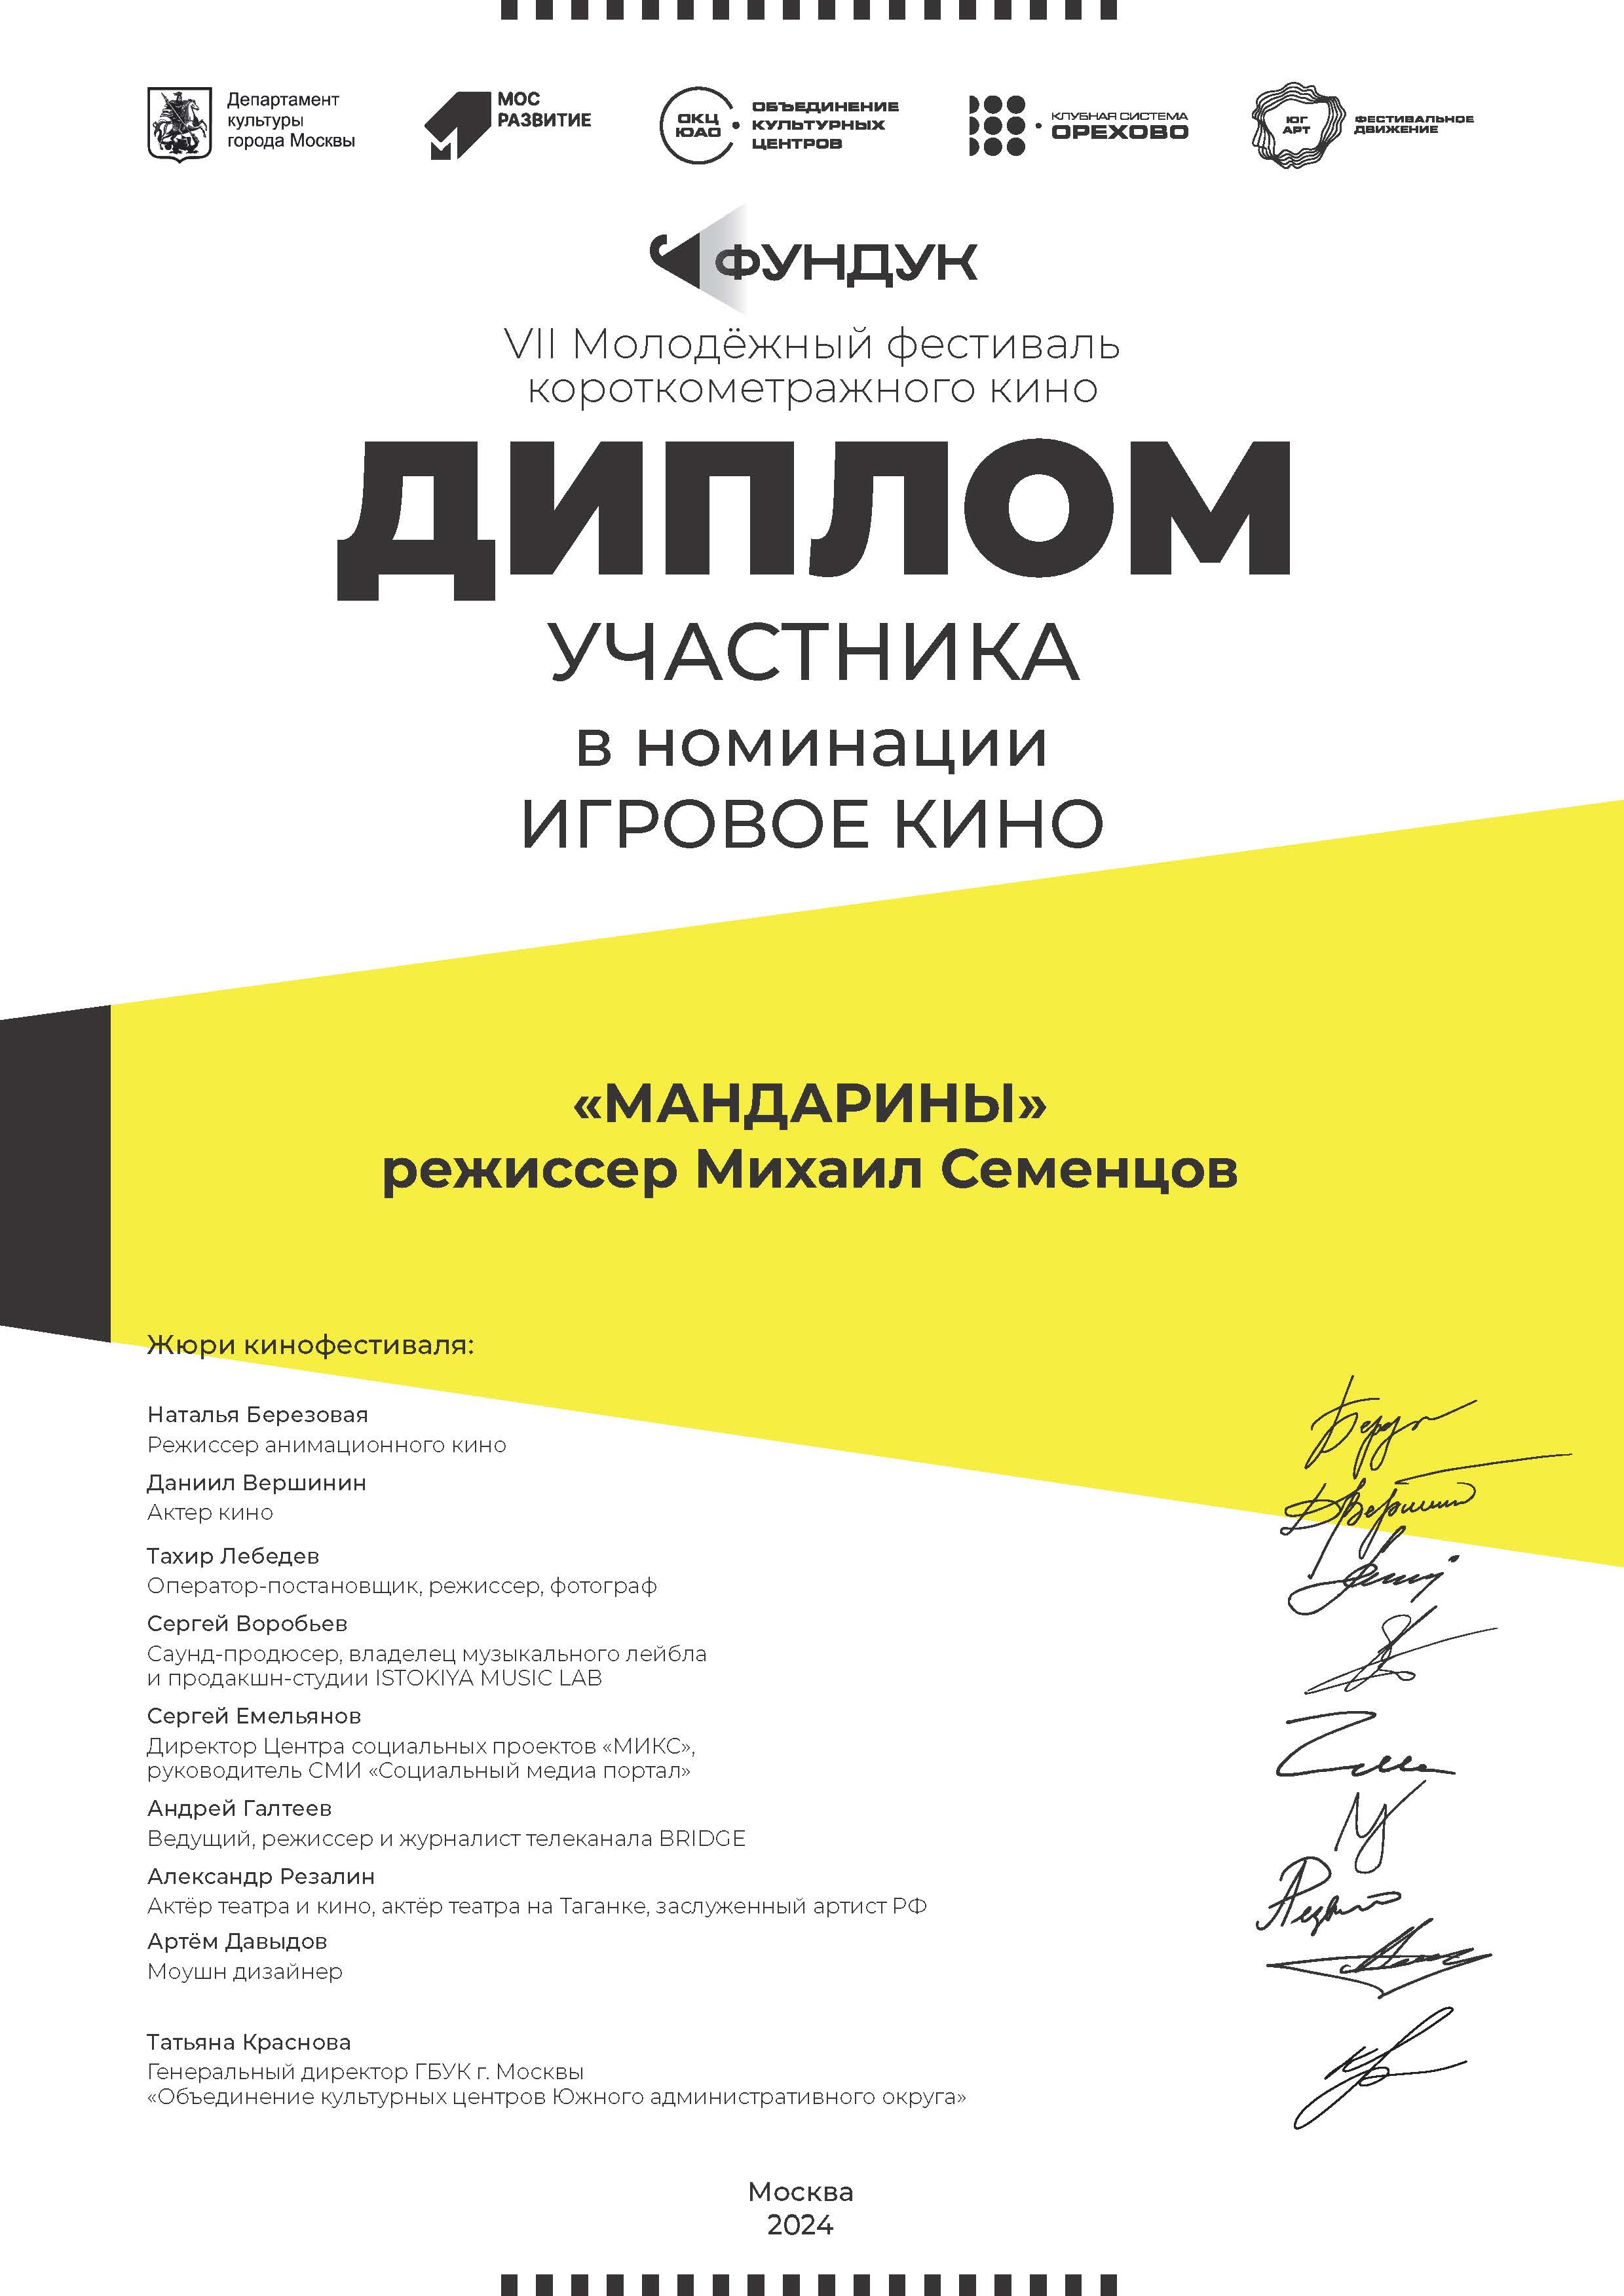 Департамент
культуры
города Москвы
МОС
РАЗВИТИЕ
ОКЦ
ЮАО
ОБЪЕДИНЕНИЕ
КУЛЬТУРНЫХ
ЦЕНТРОВ
КЛУБНАЯ СИСТЕМА
ОРЕХОВО
ЮГ
АРТ
ФЕСТИВАЛЬНОЕ
ДВИЖЕНИЕ
ФУНДУК
VII Молодёжный фестиваль
короткометражного кино
ДИПЛОМ
УЧАСТНИКА
в номинации
ИГРОВОЕ КИНО
«МАНДАРИНЫ»
режиссер Михаил Семенцов
Жюри кинофестиваля:
Наталья Березовая
Режиссер анимационного кино
Даниил Вершинин
Актер кино
Тахир Лебедев
Оператор-постановщик, режиссер, фотограф
Сергей Воробьев
Саунд-продюсер, владелец музыкального лейбла
и продакшн-студии ISTOKIYA MUSIC LAB
Сергей Емельянов
Директор Центра социальных проектов «МИКС»,
руководитель СМИ «Социальный медиа портал»
Андрей Галтеев
Ведущий, режиссер и журналист телеканала BRIDGE
Александр Резалин
Актёр театра и кино, актёр театра на Таганке, заслуженный артист РФ
Артём Давыдов
Моушн дизайнер
Татьяна Краснова
Генеральный директор ГБУК г. Москвы
«Объединение культурных центров Южного административного округа»
Москва
2024